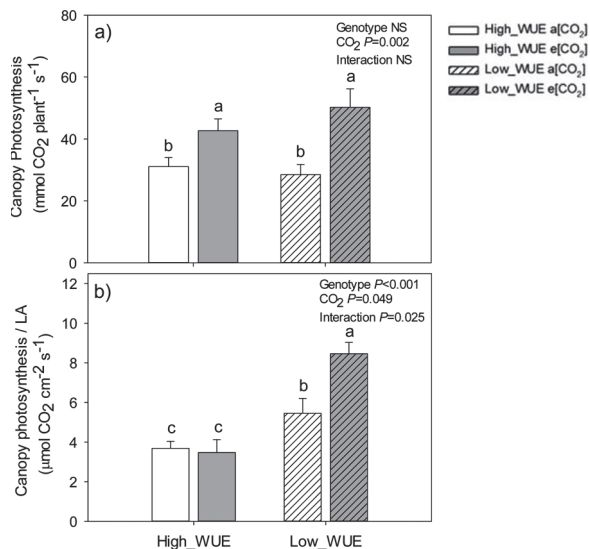 a)
Genotype NS
CO₂ P=0.002
Interaction NS
High_WUE a[CO₂]
High_WUE e[CO₂]
Low_WUE a[CO₂]
Low_WUE e[CO₂]
Canopy Photosynthesis
(mmol CO₂ plant⁻¹ s⁻¹)
80
60
40
20
0
b
a
b
a
b)
Genotype P<0.001
CO₂ P=0.049
Interaction P=0.025
Canopy photosynthesis / LA
(µmol CO₂ cm⁻² s⁻¹)
12
10
8
6
4
2
0
c
c
b
a
High_WUE
Low_WUE